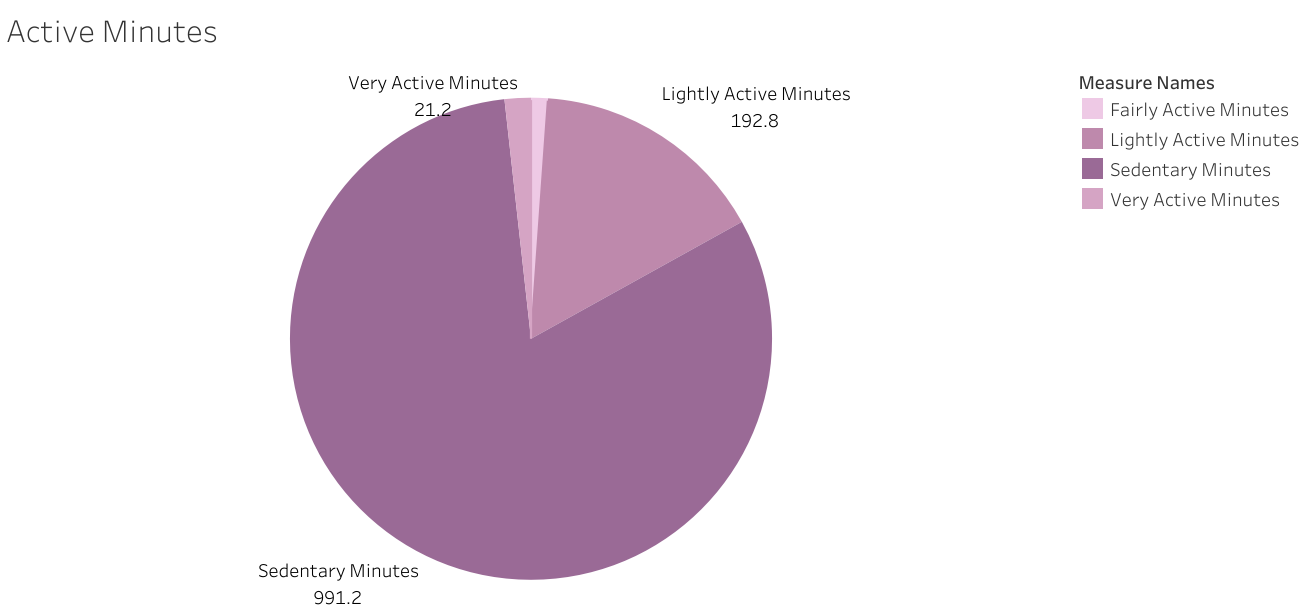 Active Minutes
Very Active Minutes
21.2
Lightly Active Minutes
192.8
Sedentary Minutes
991.2
Measure Names
Fairly Active Minutes
Lightly Active Minutes
Sedentary Minutes
Very Active Minutes